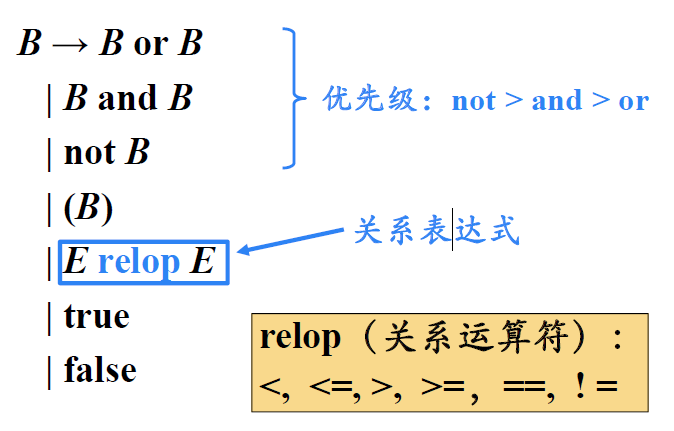 B → B or B
| B and B
优先级：not > and > or
| not B
| (B)
关系表达式
| E relop E
| true
relop（关系运算符）:
| false
<, <=, >, >=, ==, ! =